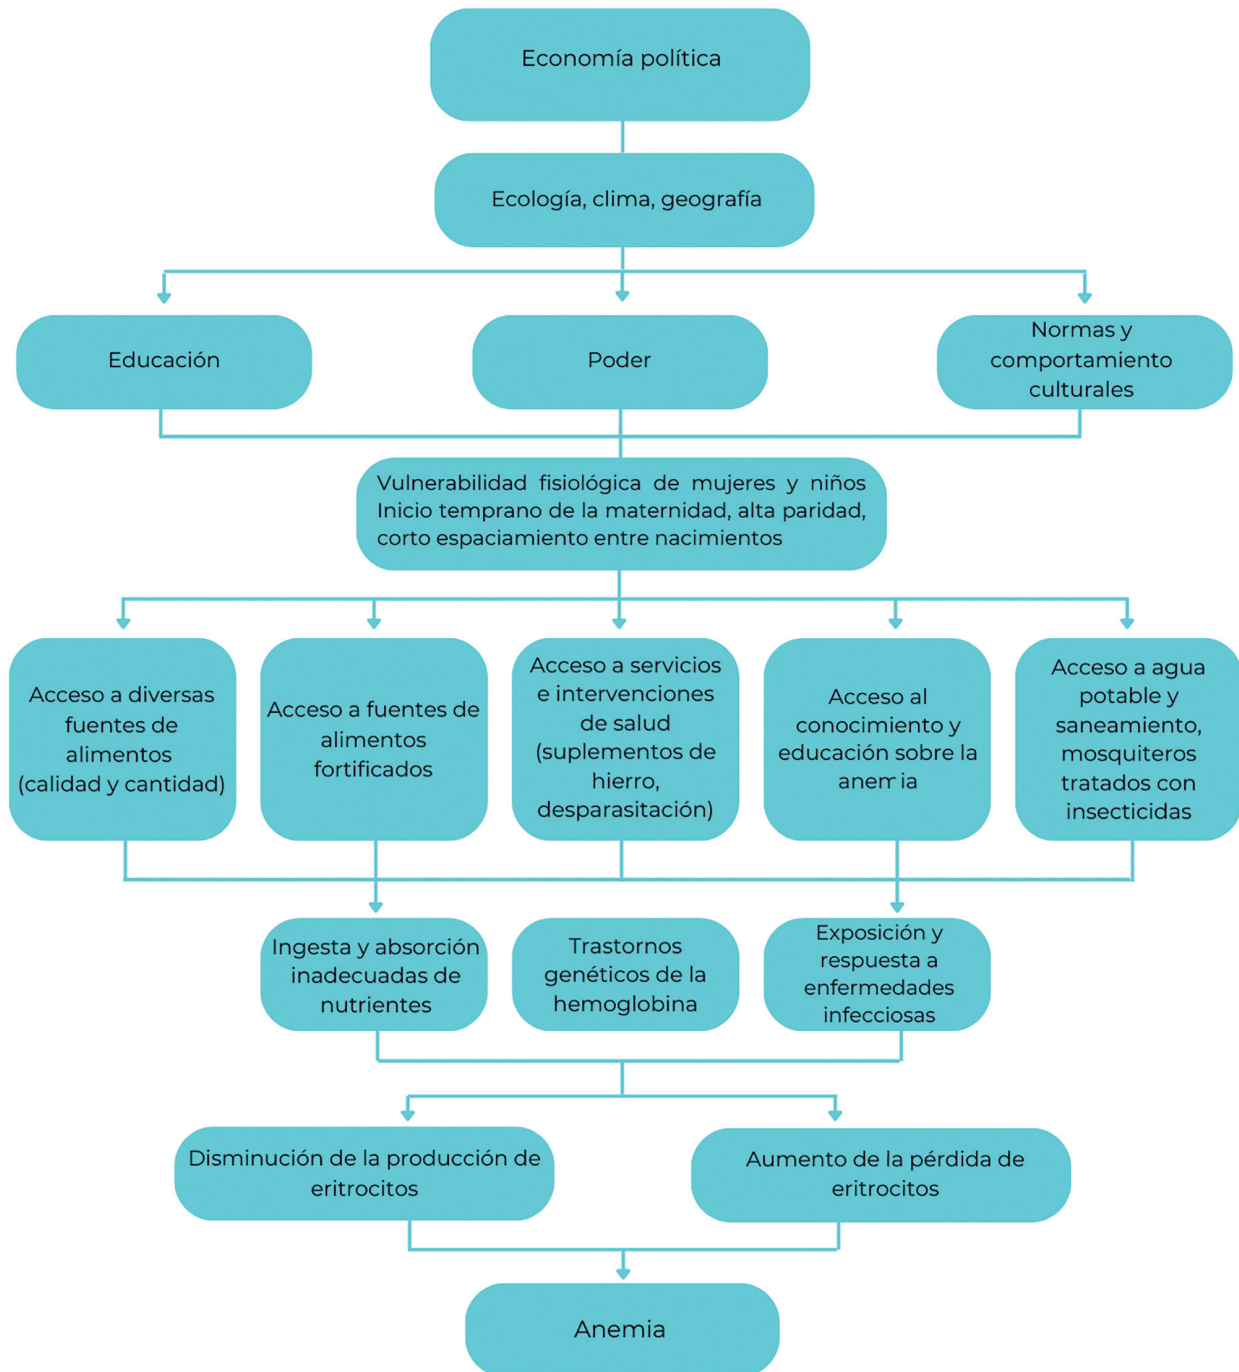 Economía política
Ecología, clima, geografía
Educación
Poder
Normas y
comportamiento
culturales
Vulnerabilidad fisiológica de mujeres y niños
Inicio temprano de la maternidad, alta paridad,
corto espaciamiento entre nacimientos
Acceso a diversas
fuentes de
alimentos
(calidad y cantidad)
Acceso a fuentes de
alimentos
fortificados
Acceso a servicios
e intervenciones
de salud
(suplementos de
hierro,
desparasitación)
Acceso al
conocimiento y
educación sobre la
anemia
Acceso a agua
potable y
saneamiento,
mosquiteros
tratados con
insecticidas
Ingesta y absorción
inadecuadas de
nutrientes
Trastornos
genéticos de la
hemoglobina
Exposición y
respuesta a
enfermedades
infecciosas
Disminución de la producción de
eritrocitos
Aumento de la pérdida de
eritrocitos
Anemia